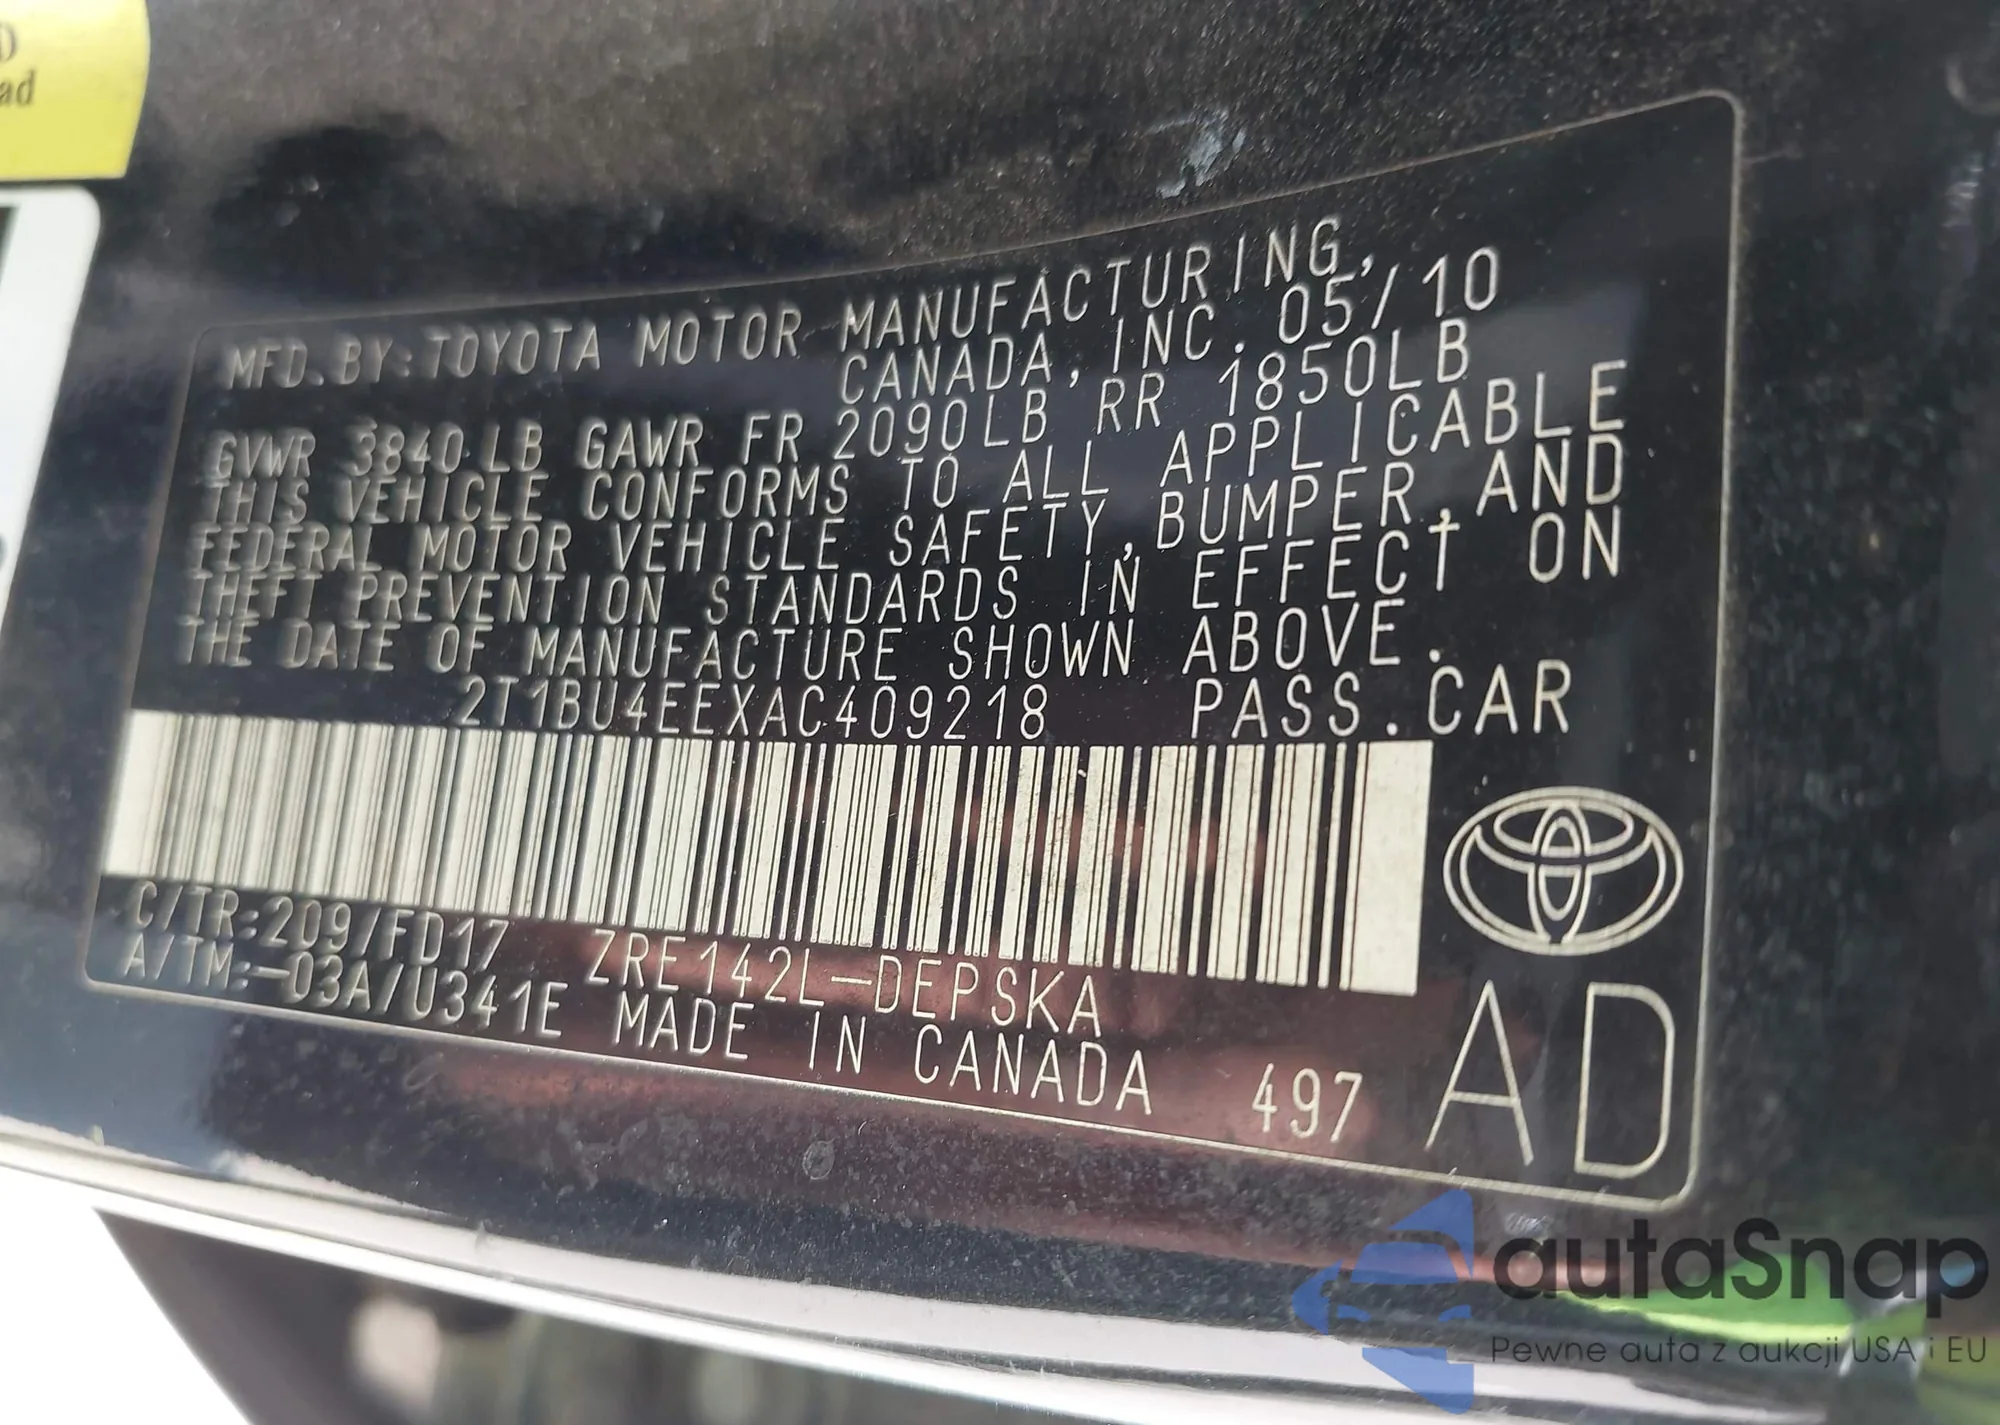 D
ad
MFD. BY: TOYOTA MOTOR MANUFACTURING,
CANADA, INC. 05/10
GVWR 3840 LB GAWR FR 2090LB RR 1850LB
THIS VEHICLE CONFORMS TO ALL APPLICABLE
FEDERAL MOTOR VEHICLE SAFETY, BUMPER, AND
THEFT PREVENTION STANDARDS IN EFFECT ON
THE DATE OF MANUFACTURE SHOWN ABOVE.
2T1BU4EEXAC409218 PASS. CAR
C/TR: 209/FD17 ZRE142L-DEPSKA
A/TM: -03A/U341E MADE IN CANADA 497
AD
autaSnap
Pewne auta z aukcji USA i EU